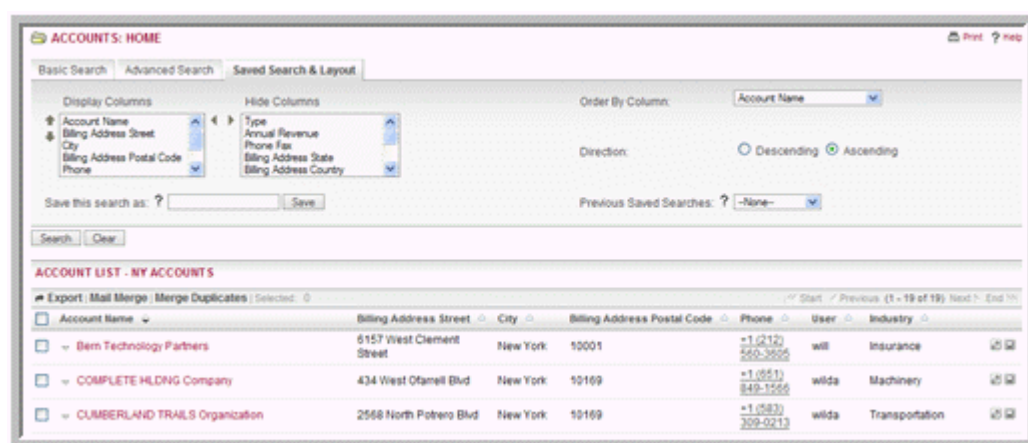 ACCOUNTS: HOME
Print ? Help
Basic Search Advanced Search Saved Search & Layout
Display Columns Hide Columns Order By Column: Account Name
Account Name Type
Billing Address Street Annual Revenue
City Phone Fax
Billing Address Postal Code Billing Address State
Phone Billing Address Country
Direction: Descending Ascending
Save this search as: ? Save Previous Saved Searches: ? --None--
Search Clear
ACCOUNT LIST - NY ACCOUNTS
Export | Mail Merge | Merge Duplicates | Selected: 0 Start Previous (1 - 19 of 19) Next End
Account Name Billing Address Street City Billing Address Postal Code Phone User Industry
Bern Technology Partners 6157 West Clement Street New York 10001 +1 (212) 560-3605 will Insurance
COMPLETE HLDNG Company 434 West Ofarrell Blvd New York 10169 +1 (651) 849-1566 wilda Machinery
CUMBERLAND TRAILS Organization 2568 North Potrero Blvd New York 10169 +1 (583) 309-0213 wilda Transportation